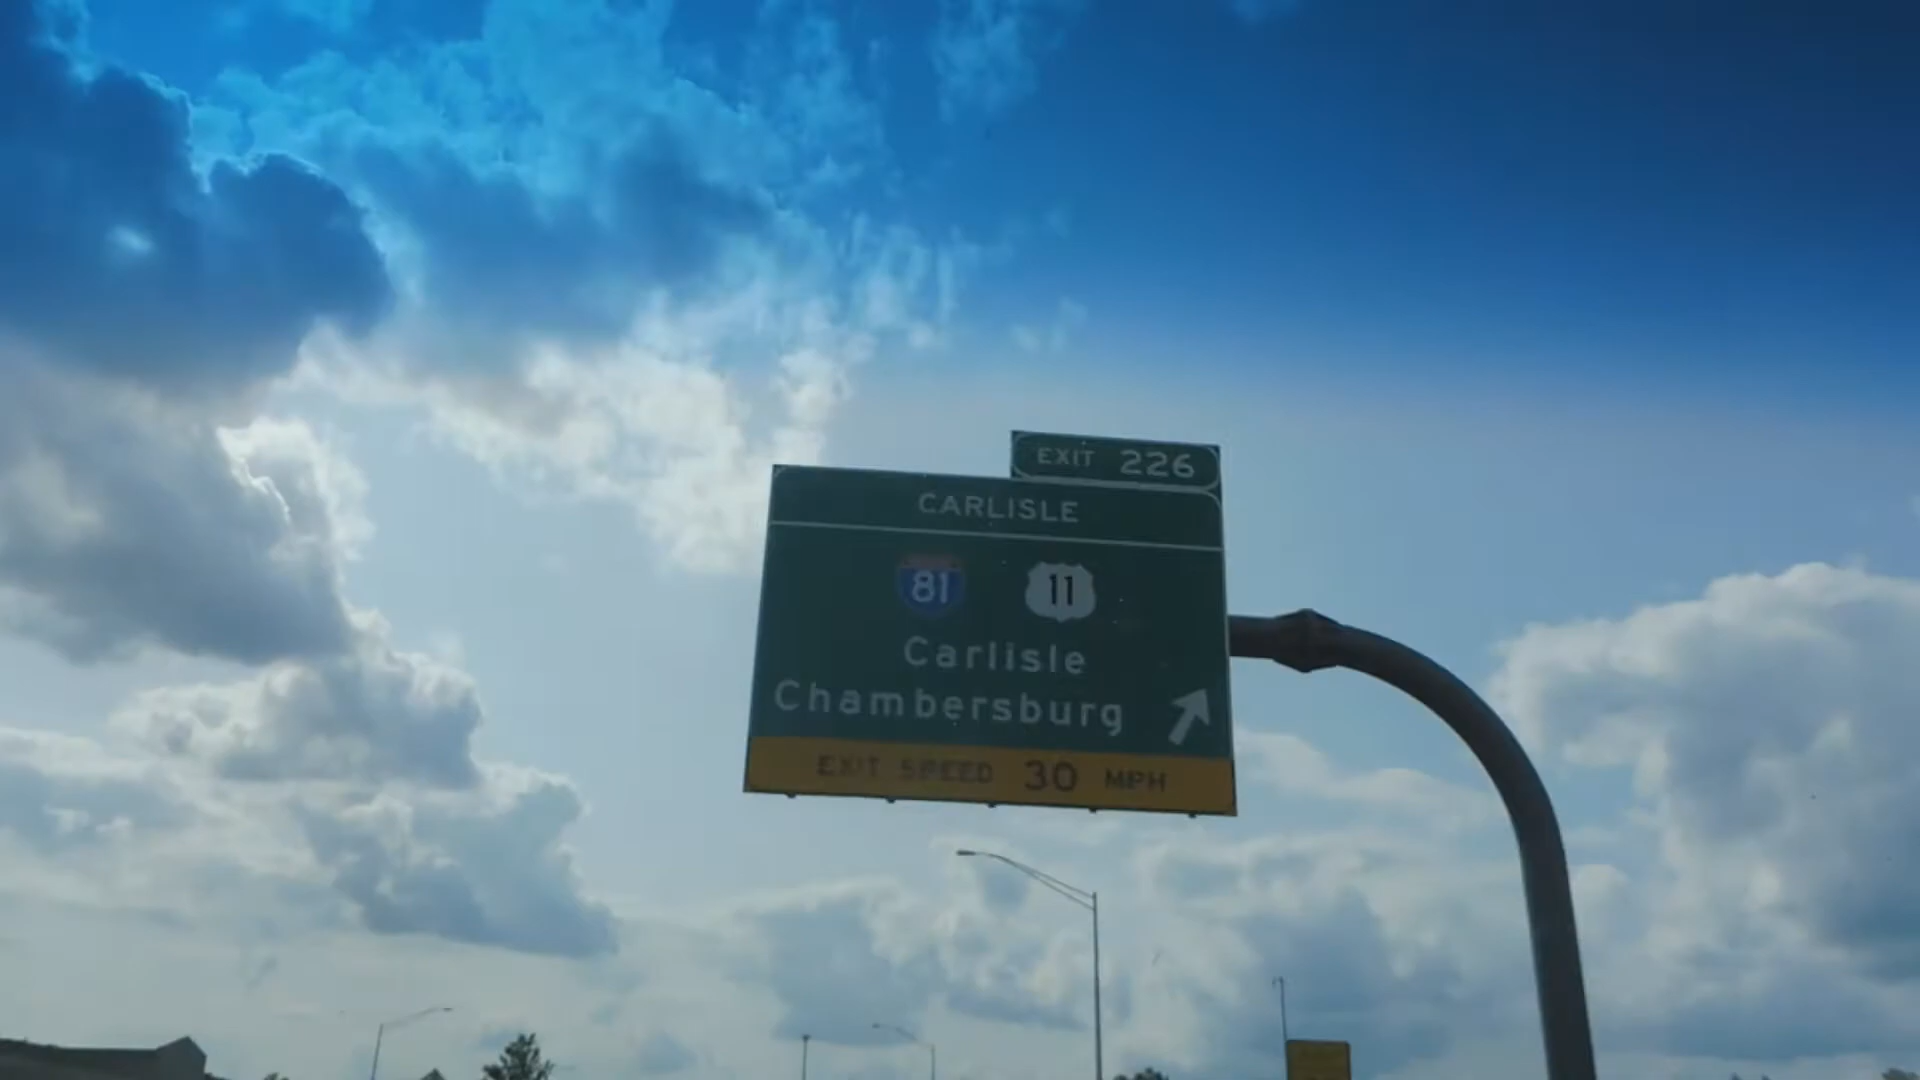 EXIT 226
CARLISLE
81 11
Carlisle
Chambersburg
EXIT SPEED 30 MPH